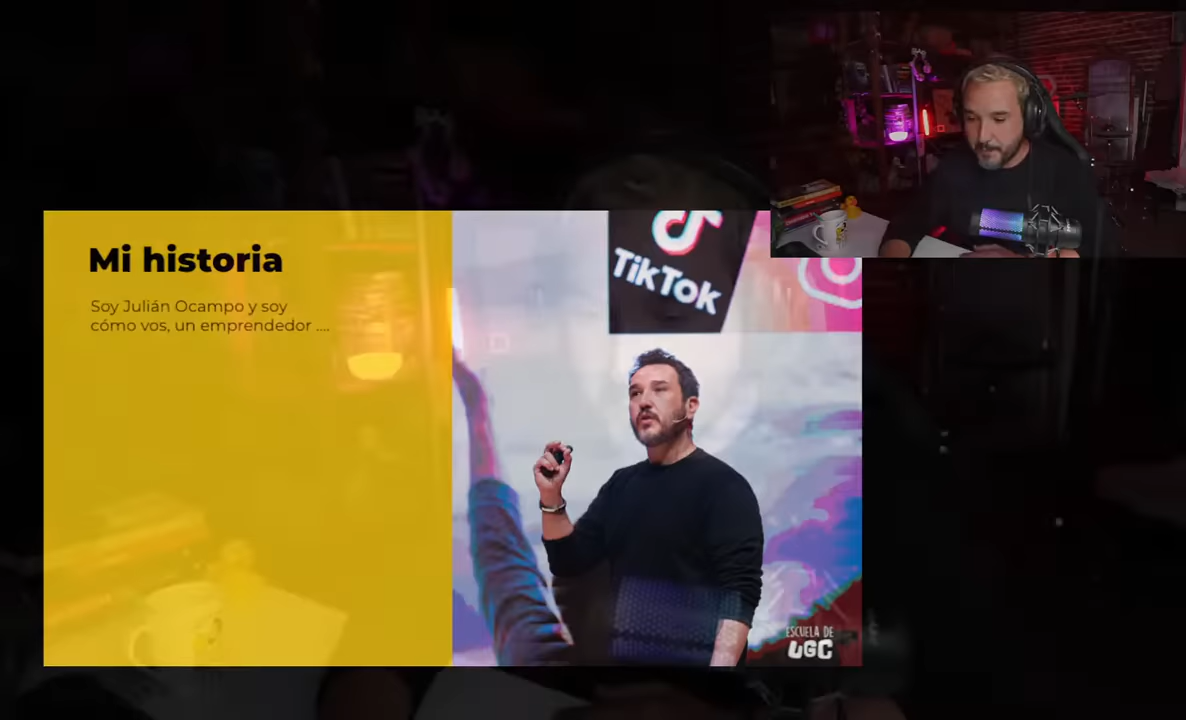 Mi historia
Soy Julián Ocampo y soy
cómo vos, un emprendedor ....
TikTok
ESCUELA DE
UGC